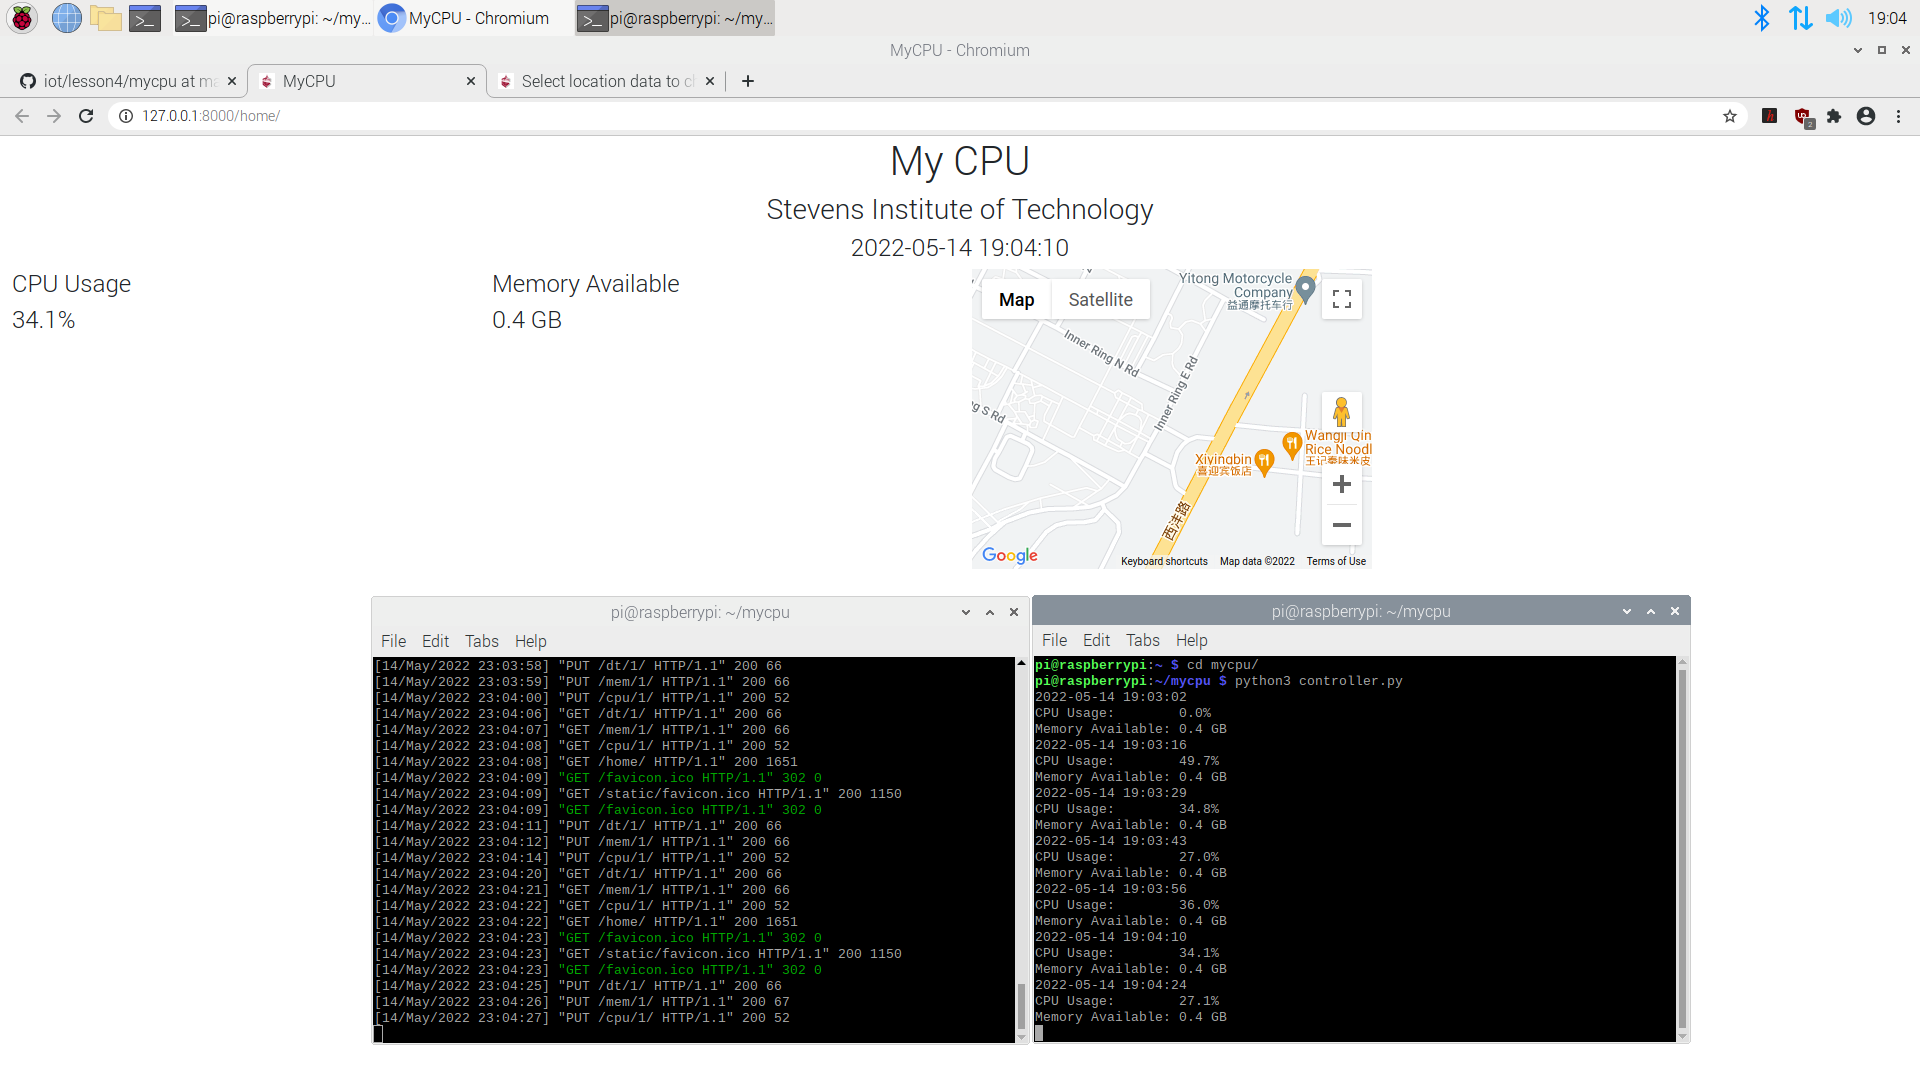 pi@raspberrypi: ~/my...
MyCPU - Chromium
pi@raspberrypi: ~/my...
19:04
MyCPU - Chromium
iot/lesson4/mycpu at ma
MyCPU
Select location data to c
127.0.0.1:8000/home/
2
My CPU
Stevens Institute of Technology
2022-05-14 19:04:10
CPU Usage
34.1%
Memory Available
0.4 GB
Map
Satellite
Yitong Motorcycle
Company
益通摩托车行
Inner Ring N Rd
Inner Ring E Rd
ng S Rd
Wangji Qin
Rice Noodl
王记秦味米皮
Xiyingbin
喜迎宾饭店
西沣路
Google
Keyboard shortcuts
Map data ©2022
Terms of Use
pi@raspberrypi: ~/mycpu
File Edit Tabs Help
[14/May/2022 23:03:58] "PUT /dt/1/ HTTP/1.1" 200 66
[14/May/2022 23:03:59] "PUT /mem/1/ HTTP/1.1" 200 66
[14/May/2022 23:04:00] "PUT /cpu/1/ HTTP/1.1" 200 52
[14/May/2022 23:04:06] "GET /dt/1/ HTTP/1.1" 200 66
[14/May/2022 23:04:07] "GET /mem/1/ HTTP/1.1" 200 66
[14/May/2022 23:04:08] "GET /cpu/1/ HTTP/1.1" 200 52
[14/May/2022 23:04:08] "GET /home/ HTTP/1.1" 200 1651
[14/May/2022 23:04:09] "GET /favicon.ico HTTP/1.1" 302 0
[14/May/2022 23:04:09] "GET /static/favicon.ico HTTP/1.1" 200 1150
[14/May/2022 23:04:09] "GET /favicon.ico HTTP/1.1" 302 0
[14/May/2022 23:04:11] "PUT /dt/1/ HTTP/1.1" 200 66
[14/May/2022 23:04:12] "PUT /mem/1/ HTTP/1.1" 200 66
[14/May/2022 23:04:14] "PUT /cpu/1/ HTTP/1.1" 200 52
[14/May/2022 23:04:20] "GET /dt/1/ HTTP/1.1" 200 66
[14/May/2022 23:04:21] "GET /mem/1/ HTTP/1.1" 200 66
[14/May/2022 23:04:22] "GET /cpu/1/ HTTP/1.1" 200 52
[14/May/2022 23:04:22] "GET /home/ HTTP/1.1" 200 1651
[14/May/2022 23:04:23] "GET /favicon.ico HTTP/1.1" 302 0
[14/May/2022 23:04:23] "GET /static/favicon.ico HTTP/1.1" 200 1150
[14/May/2022 23:04:23] "GET /favicon.ico HTTP/1.1" 302 0
[14/May/2022 23:04:25] "PUT /dt/1/ HTTP/1.1" 200 66
[14/May/2022 23:04:26] "PUT /mem/1/ HTTP/1.1" 200 67
[14/May/2022 23:04:27] "PUT /cpu/1/ HTTP/1.1" 200 52
pi@raspberrypi: ~/mycpu
File Edit Tabs Help
pi@raspberrypi:~ $ cd mycpu/
pi@raspberrypi:~/mycpu $ python3 controller.py
2022-05-14 19:03:02
CPU Usage: 0.0%
Memory Available: 0.4 GB
2022-05-14 19:03:16
CPU Usage: 49.7%
Memory Available: 0.4 GB
2022-05-14 19:03:29
CPU Usage: 34.8%
Memory Available: 0.4 GB
2022-05-14 19:03:43
CPU Usage: 27.0%
Memory Available: 0.4 GB
2022-05-14 19:03:56
CPU Usage: 36.0%
Memory Available: 0.4 GB
2022-05-14 19:04:10
CPU Usage: 34.1%
Memory Available: 0.4 GB
2022-05-14 19:04:24
CPU Usage: 27.1%
Memory Available: 0.4 GB